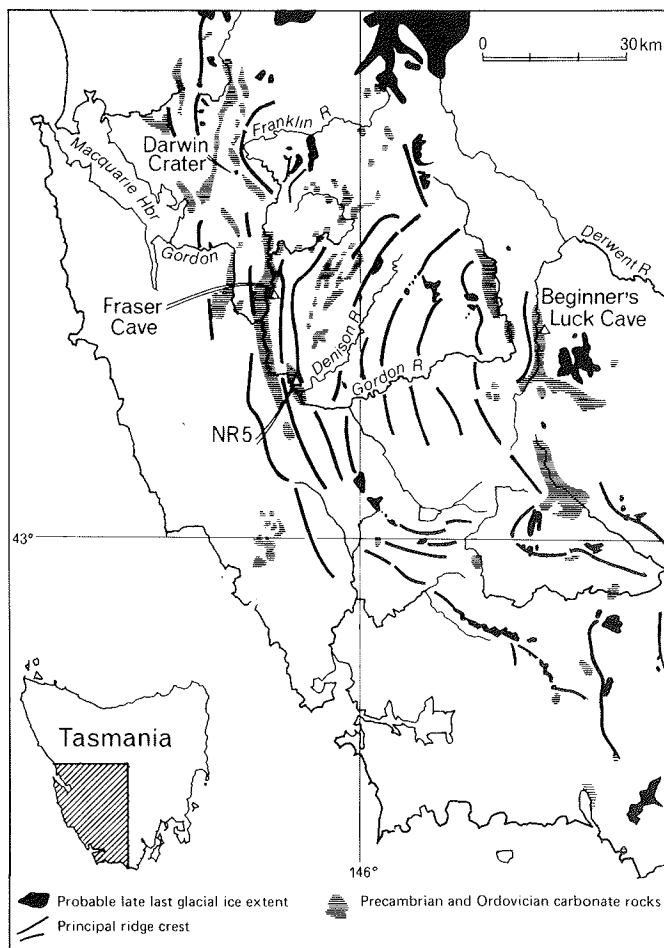 0 30 km
Franklin R
Darwin
Crater
Macquarie Hbr
Gordon
Derwent R
Fraser
Cave
Beginner's
Luck Cave
Denison R
Gordon R
NR5
43°
Tasmania
146°
Probable late last glacial ice extent
Precambrian and Ordovician carbonate rocks
Principal ridge crest